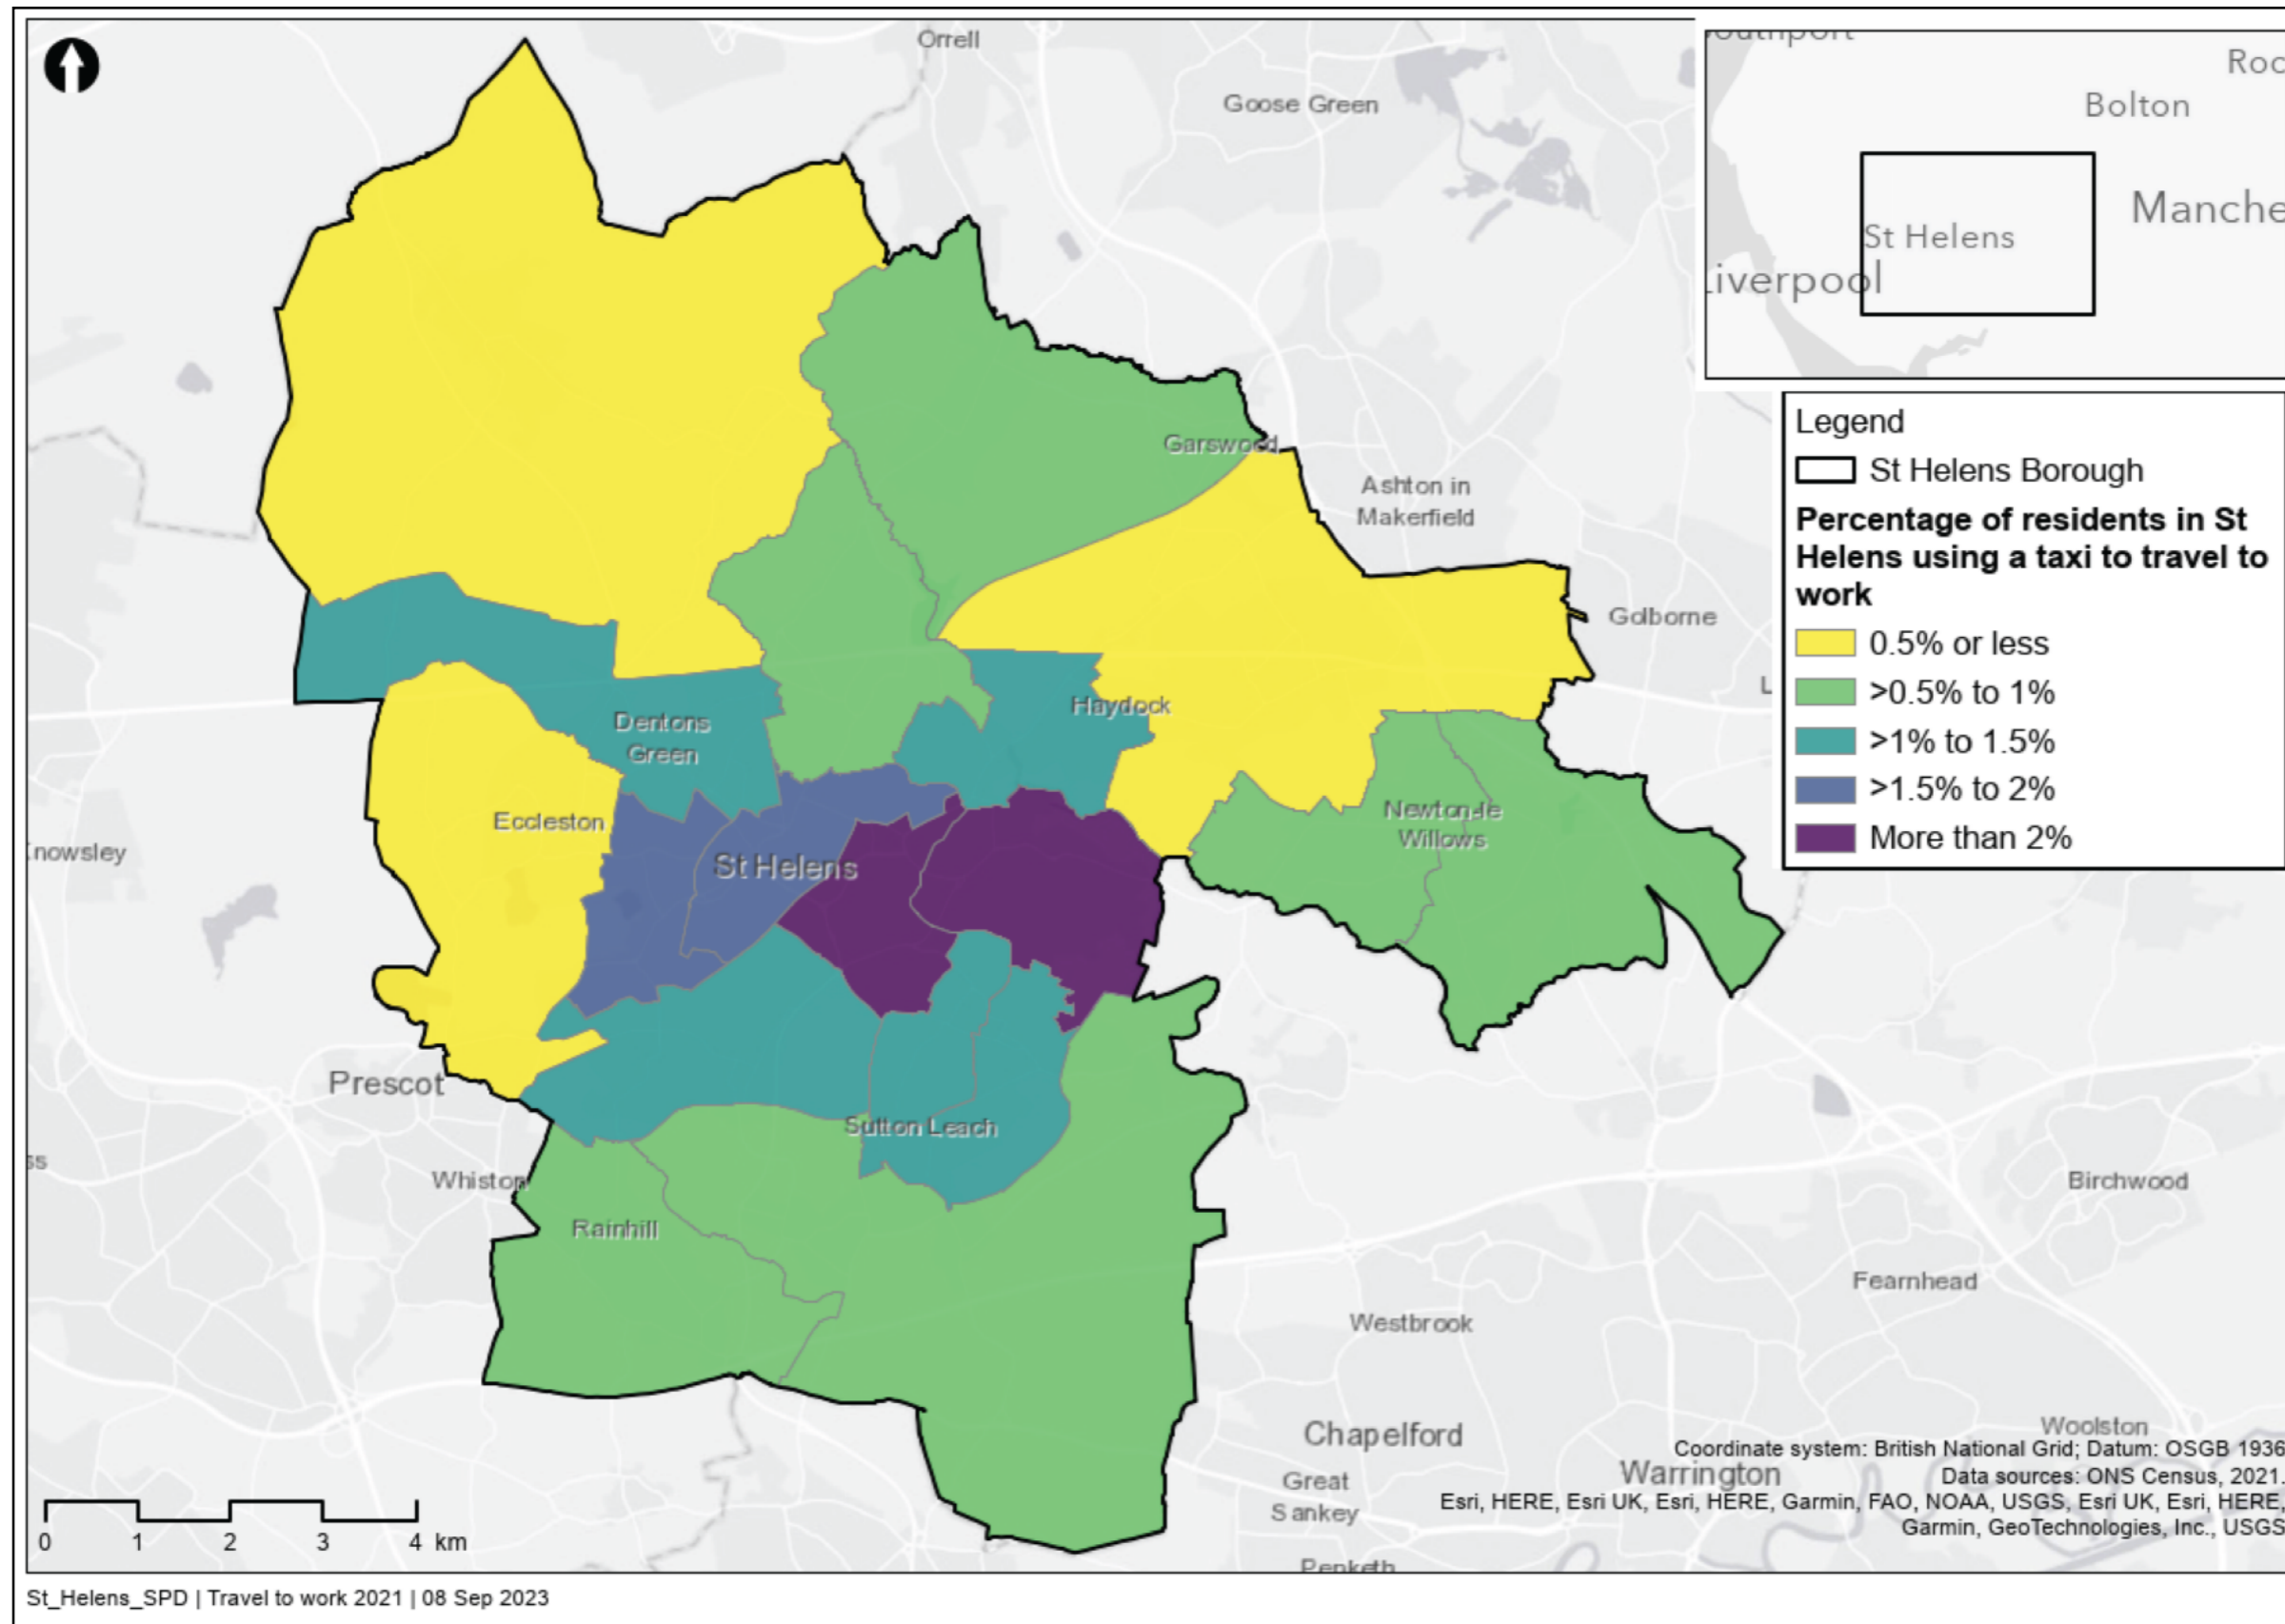 Orrell
Goose Green
Garswood
Ashton in
Makerfield
Golborne
Haydock
Dentons
Green
Eccleston
St Helens
Newton-le
Willows
Prescot
Sutton Leach
Whiston
Rainhill
Birchwood
Fearnhead
Westbrook
Chapelford
Woolston
Great
Sankey
Warrington
Penketh
Bolton
St Helens
Legend
St Helens Borough
Percentage of residents in St
Helens using a taxi to travel to
work
0.5% or less
>0.5% to 1%
>1% to 1.5%
>1.5% to 2%
More than 2%
Coordinate system: British National Grid; Datum: OSGB 1936
Data sources: ONS Census, 2021.
Esri, HERE, Esri UK, Esri, HERE, Garmin, FAO, NOAA, USGS, Esri UK, Esri, HERE,
Garmin, GeoTechnologies, Inc., USGS
0 1 2 3 4 km
St_Helens_SPD | Travel to work 2021 | 08 Sep 2023